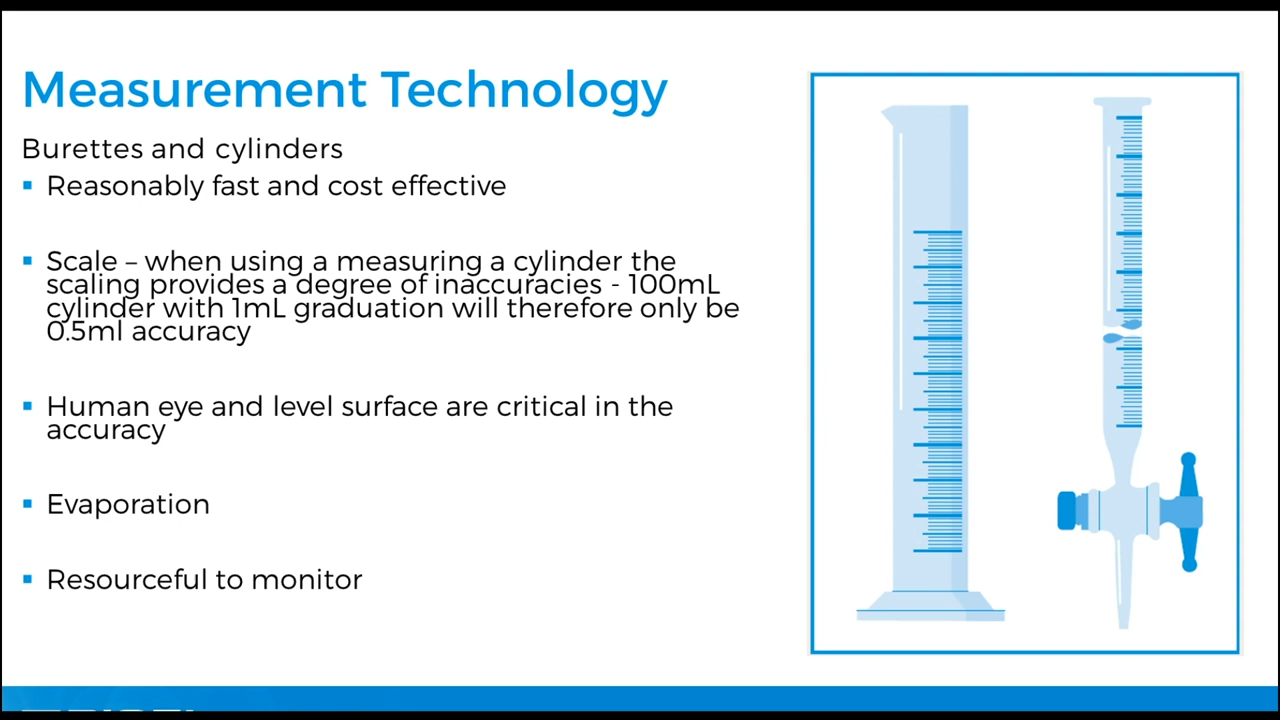 Measurement Technology
Burettes and cylinders
▪ Reasonably fast and cost effective
▪ Scale – when using a measuring a cylinder the
scaling provides a degree of inaccuracies - 100mL
cylinder with 1mL graduation will therefore only be
0.5ml accuracy
▪ Human eye and level surface are critical in the
accuracy
▪ Evaporation
▪ Resourceful to monitor